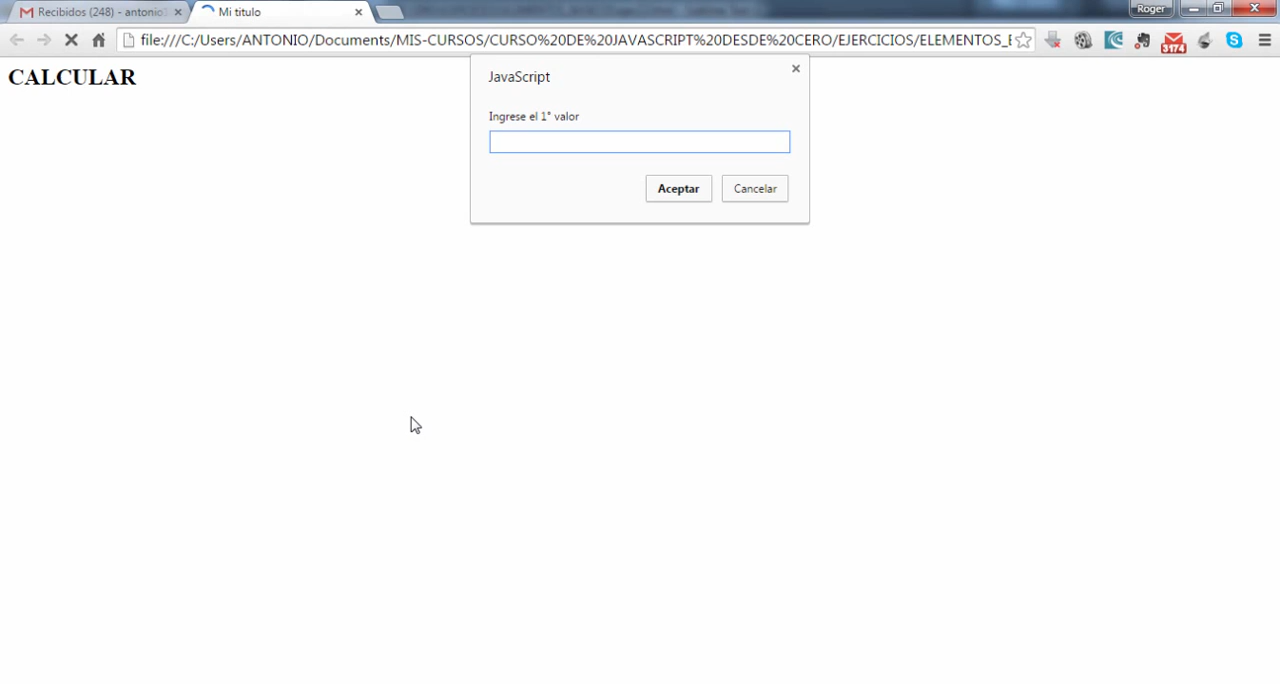 Recibidos (248) - antonio
Mi titulo
Roger
file:///C:/Users/ANTONIO/Documents/MIS-CURSOS/CURSO%20DE%20JAVASCRIPT%20DESDE%20CERO/EJERCICIOS/ELEMENTOS_E
3174
CALCULAR
JavaScript
Ingrese el 1° valor
Aceptar
Cancelar